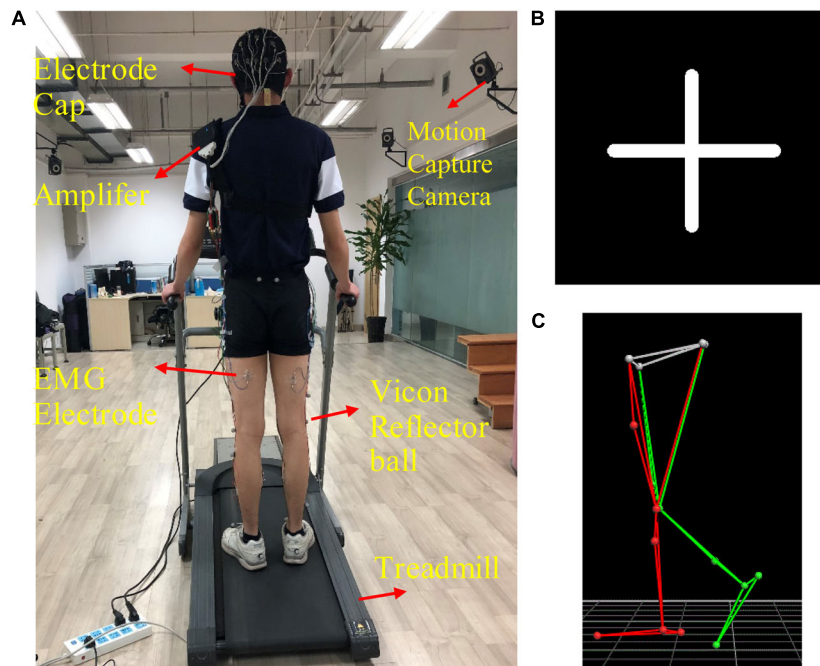 A
Electrode
Cap
Amplifer
Motion
Capture
Camera
EMG
Electrode
Vicon
Reflector
ball
Treadmill
B
C